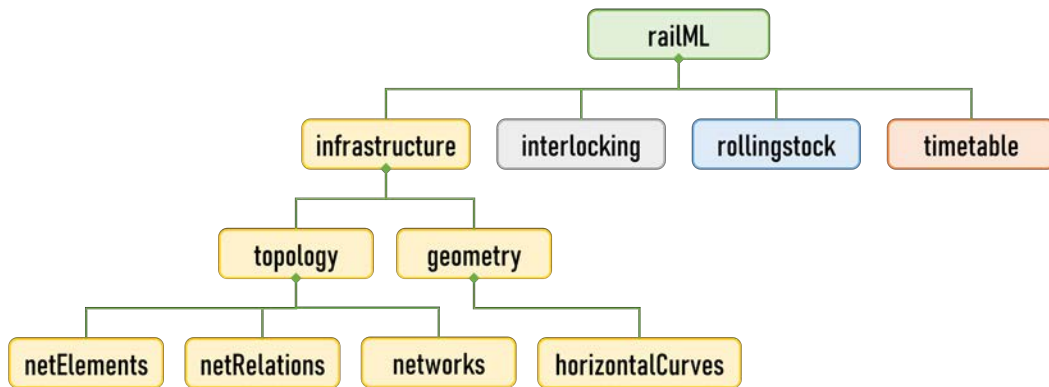 railML
infrastructure
interlocking
rollingstock
timetable
topology
geometry
netElements
netRelations
networks
horizontalCurves